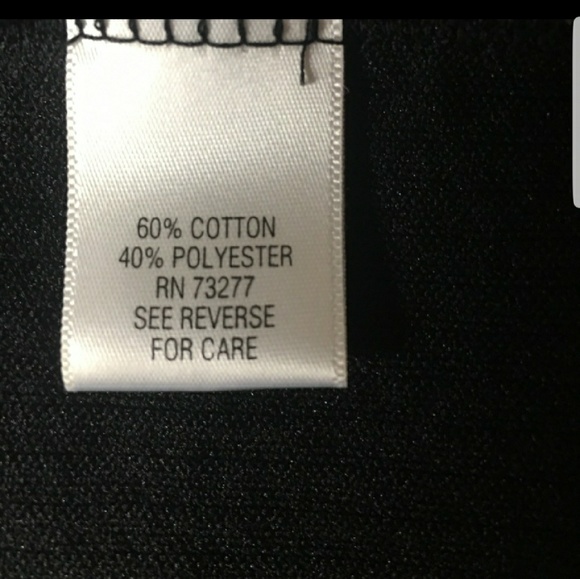 60% COTTON
40% POLYESTER
RN 73277
SEE REVERSE
FOR CARE